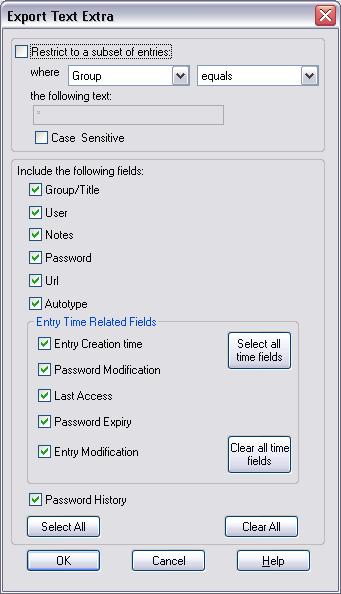 Export Text Extra
Restrict to a subset of entries:
where Group equals
the following text:
*
Case Sensitive
Include the following fields:
Group/Title
User
Notes
Password
Url
Autotype
Entry Time Related Fields
Entry Creation time
Select all time fields
Password Modification
Last Access
Password Expiry
Entry Modification
Clear all time fields
Password History
Select All Clear All
OK Cancel Help